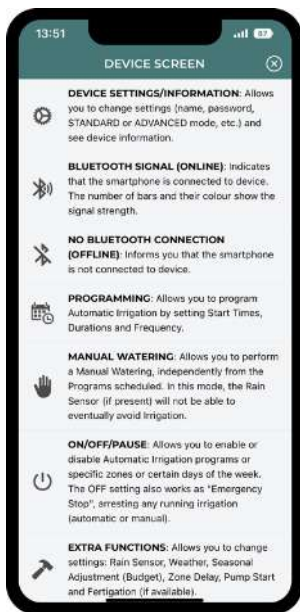 13:51
87
DEVICE SCREEN
DEVICE SETTINGS/INFORMATION: Allows
you to change settings (name, password,
STANDARD or ADVANCED mode, etc.) and
see device information.
BLUETOOTH SIGNAL (ONLINE): Indicates
that the smartphone is connected to device.
The number of bars and their colour show the
signal strength.
NO BLUETOOTH CONNECTION
(OFFLINE): Informs you that the smartphone
is not connected to device.
PROGRAMMING: Allows you to program
Automatic Irrigation by setting Start Times,
Durations and Frequency.
MANUAL WATERING: Allows you to perform
a Manual Watering, independently from the
Programs scheduled. In this mode, the Rain
Sensor (if present) will not be able to
eventually avoid Irrigation.
ON/OFF/PAUSE: Allows you to enable or
disable Automatic Irrigation programs or
specific zones or certain days of the week.
The OFF setting also works as "Emergency
Stop", arresting any running irrigation
(automatic or manual).
EXTRA FUNCTIONS: Allows you to change
settings: Rain Sensor, Weather, Seasonal
Adjustment (Budget), Zone Delay, Pump Start
and Fertigation (if available).